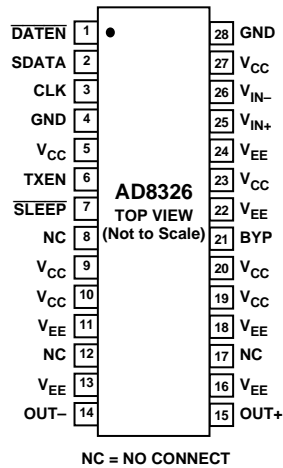 DATEN 1 28 GND
SDATA 2 27 VCC
CLK 3 26 VIN–
GND 4 25 VIN+
VCC 5 24 VEE
TXEN 6 23 VCC
SLEEP 7 22 VEE
NC 8 21 BYP
VCC 9 20 VCC
VCC 10 19 VCC
VEE 11 18 VEE
NC 12 17 NC
VEE 13 16 VEE
OUT– 14 15 OUT+
AD8326
TOP VIEW
(Not to Scale)
NC = NO CONNECT